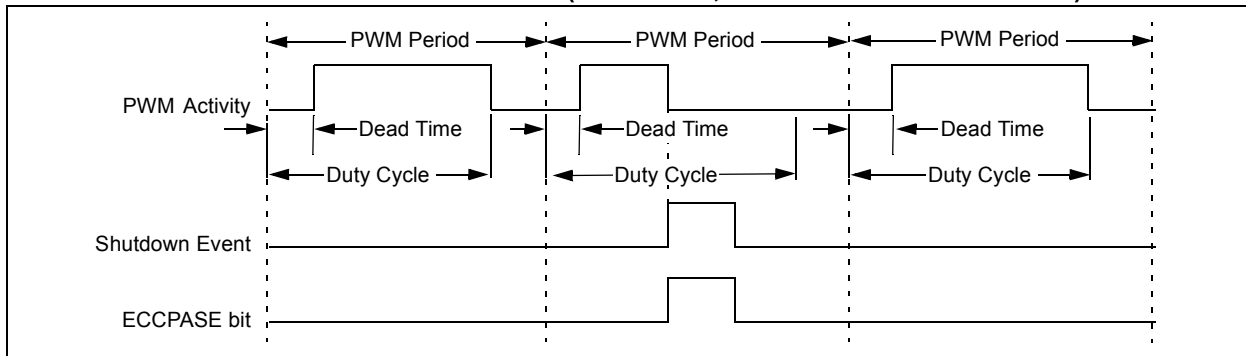 PWM Period PWM Period PWM Period
PWM Activity
Dead Time Dead Time Dead Time
Duty Cycle Duty Cycle Duty Cycle
Shutdown Event
ECCPASE bit